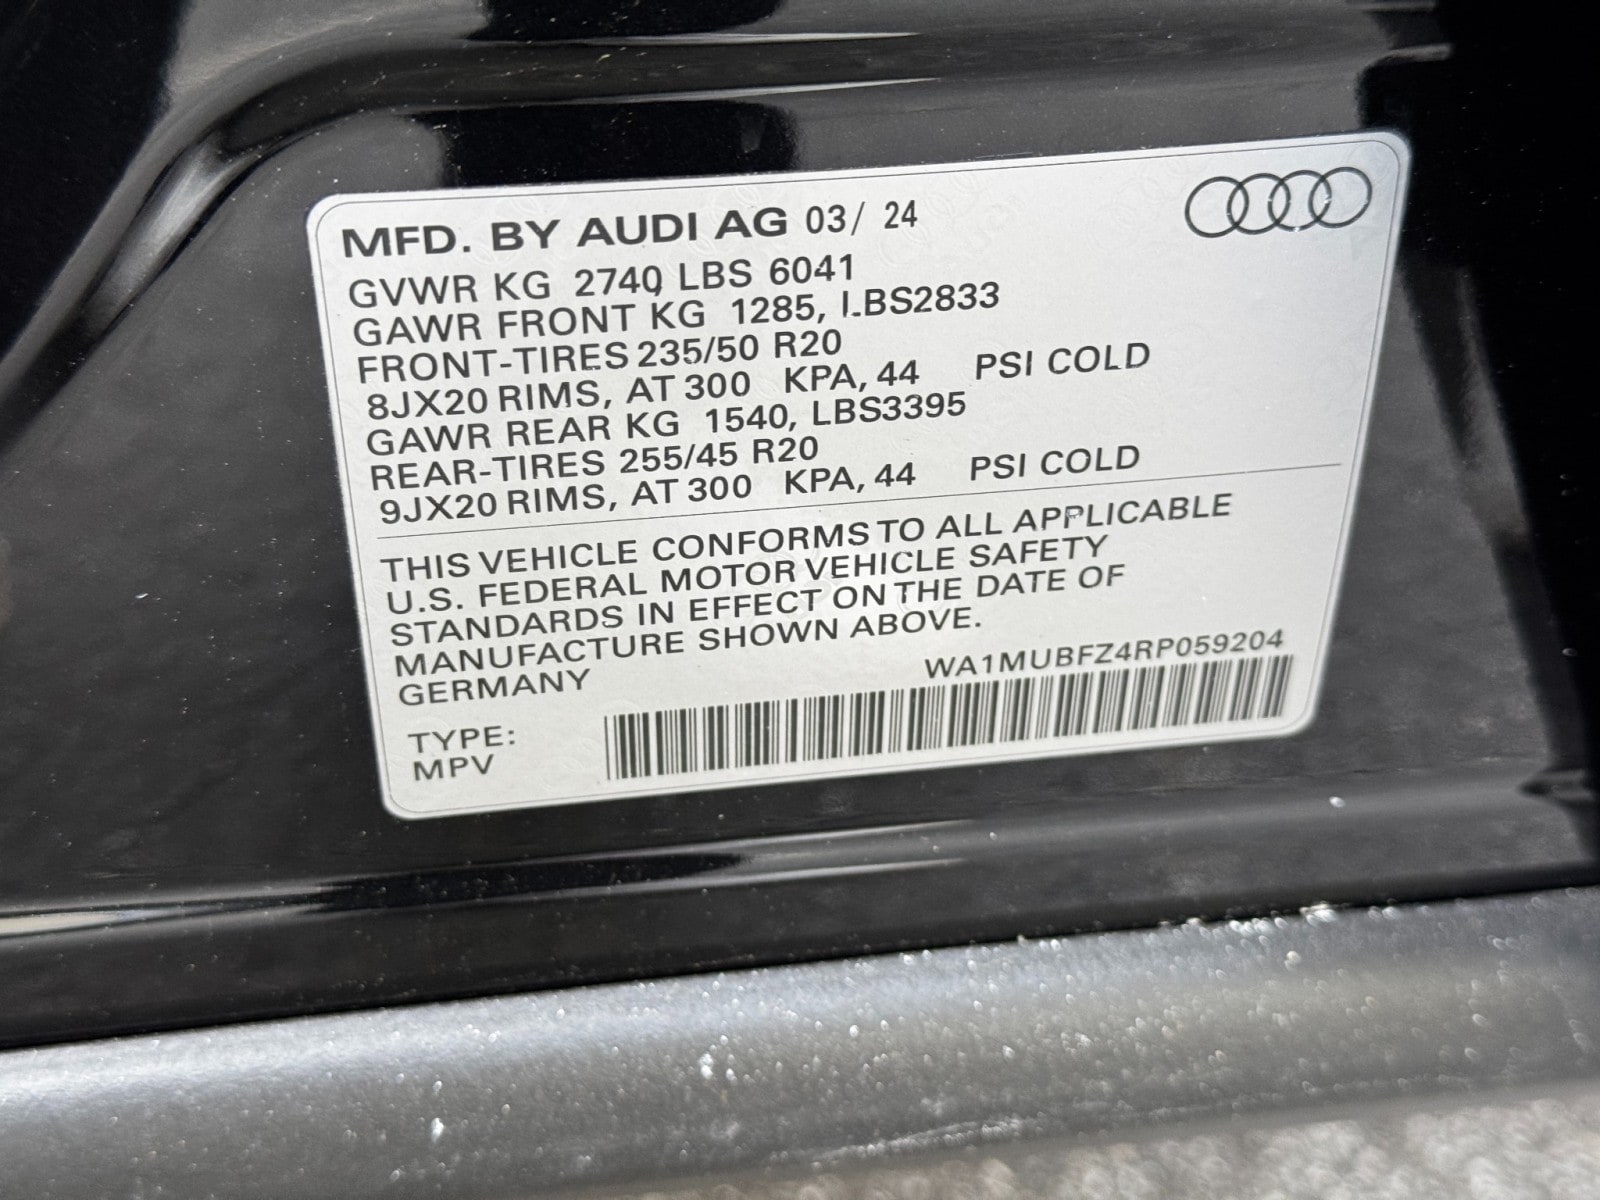 MFD. BY AUDI AG 03/ 24
GVWR KG 2740 LBS 6041
GAWR FRONT KG 1285, LBS2833
FRONT-TIRES 235/50 R20
8JX20 RIMS, AT 300 KPA, 44 PSI COLD
GAWR REAR KG 1540, LBS3395
REAR-TIRES 255/45 R20
9JX20 RIMS, AT 300 KPA, 44 PSI COLD
THIS VEHICLE CONFORMS TO ALL APPLICABLE
U.S. FEDERAL MOTOR VEHICLE SAFETY
STANDARDS IN EFFECT ON THE DATE OF
MANUFACTURE SHOWN ABOVE.
GERMANY
WA1MUBFZ4RP059204
TYPE:
MPV